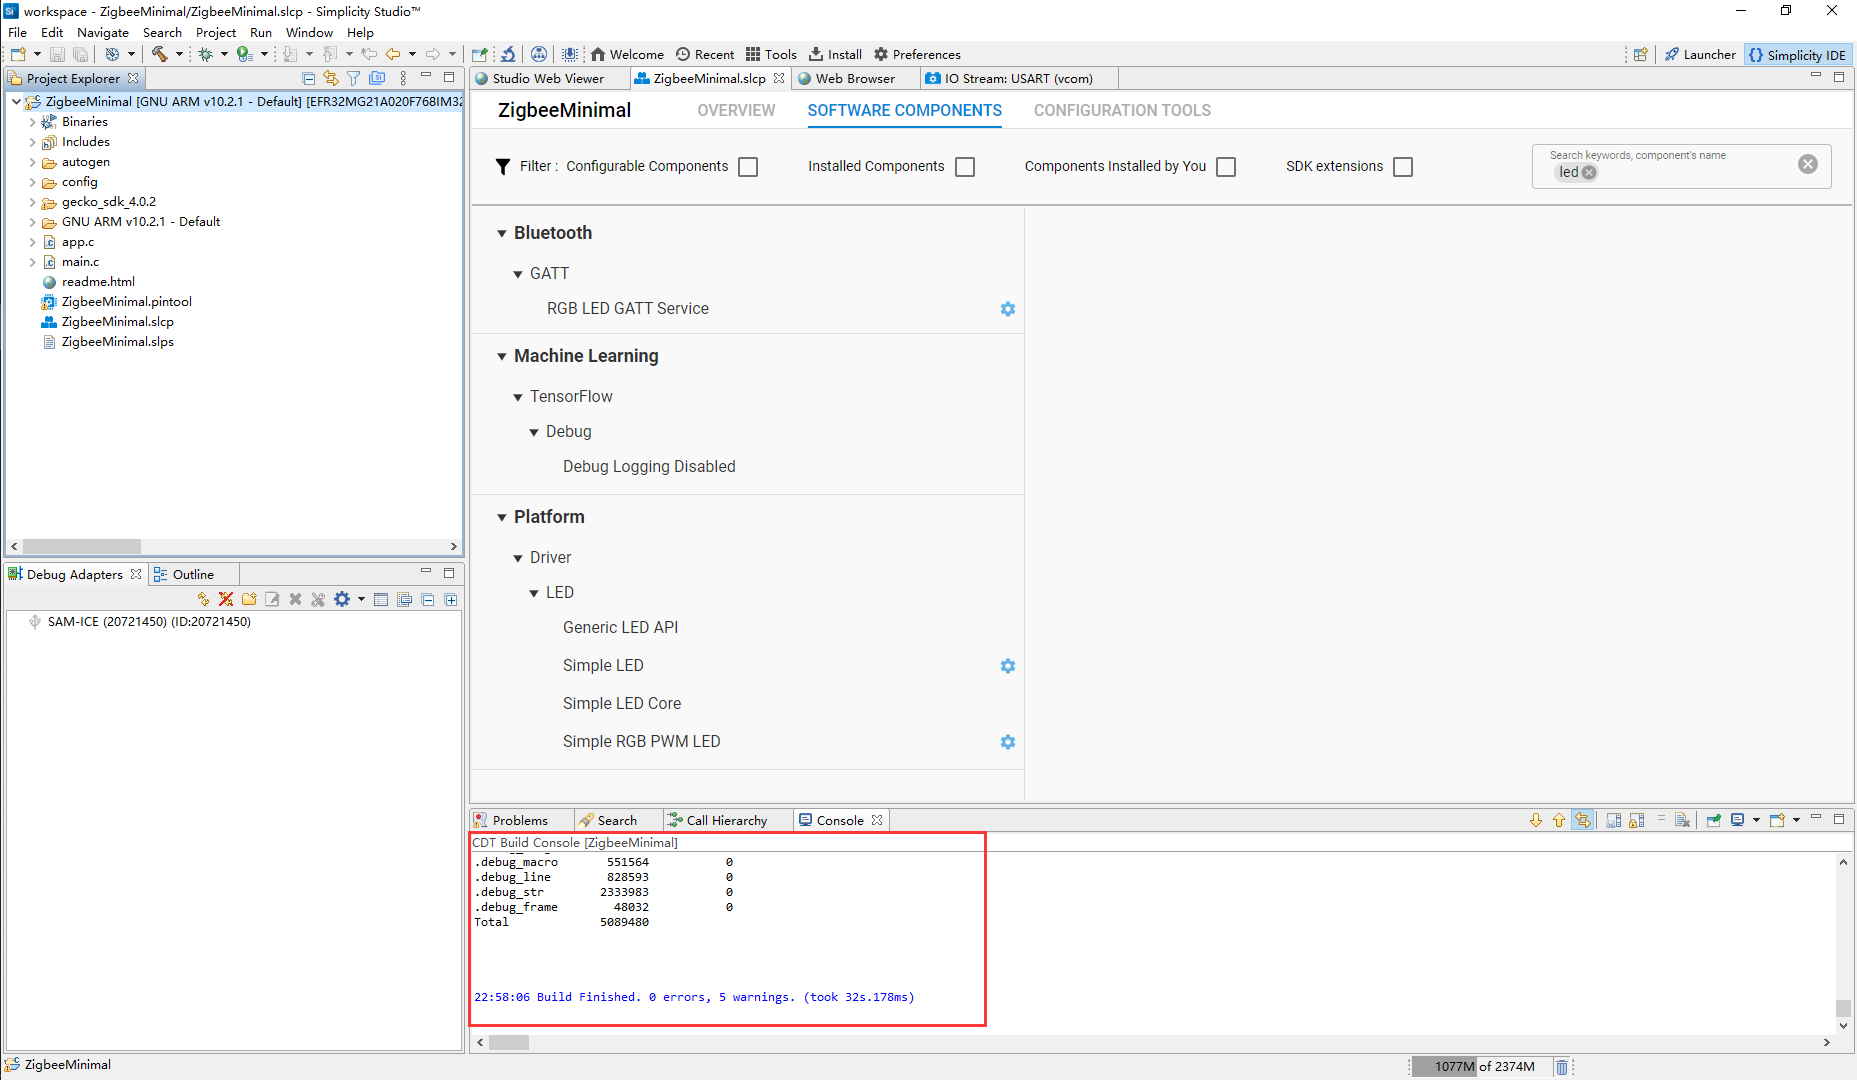 workspace - ZigbeeMinimal/ZigbeeMinimal.slcp - Simplicity Studio™
File Edit Navigate Search Project Run Window Help
Welcome Recent Tools Install Preferences
Launcher Simplicity IDE
Project Explorer
ZigbeeMinimal [GNU ARM v10.2.1 - Default] [EFR32MG21A020F768IM32
Binaries
Includes
autogen
config
gecko_sdk_4.0.2
GNU ARM v10.2.1 - Default
app.c
main.c
readme.html
ZigbeeMinimal.pintool
ZigbeeMinimal.slcp
ZigbeeMinimal.slps
Debug Adapters
Outline
SAM-ICE (20721450) (ID:20721450)
Studio Web Viewer
ZigbeeMinimal.slcp
Web Browser
IO Stream: USART (vcom)
ZigbeeMinimal
OVERVIEW
SOFTWARE COMPONENTS
CONFIGURATION TOOLS
Filter : Configurable Components
Installed Components
Components Installed by You
SDK extensions
Search keywords, component's name
led
Bluetooth
GATT
RGB LED GATT Service
Machine Learning
TensorFlow
Debug
Debug Logging Disabled
Platform
Driver
LED
Generic LED API
Simple LED
Simple LED Core
Simple RGB PWM LED
Problems
Search
Call Hierarchy
Console
CDT Build Console [ZigbeeMinimal]
.debug_macro 551564 0
.debug_line 828593 0
.debug_str 2333983 0
.debug_frame 48032 0
Total 5089480
22:58:06 Build Finished. 0 errors, 5 warnings. (took 32s.178ms)
ZigbeeMinimal
1077M of 2374M